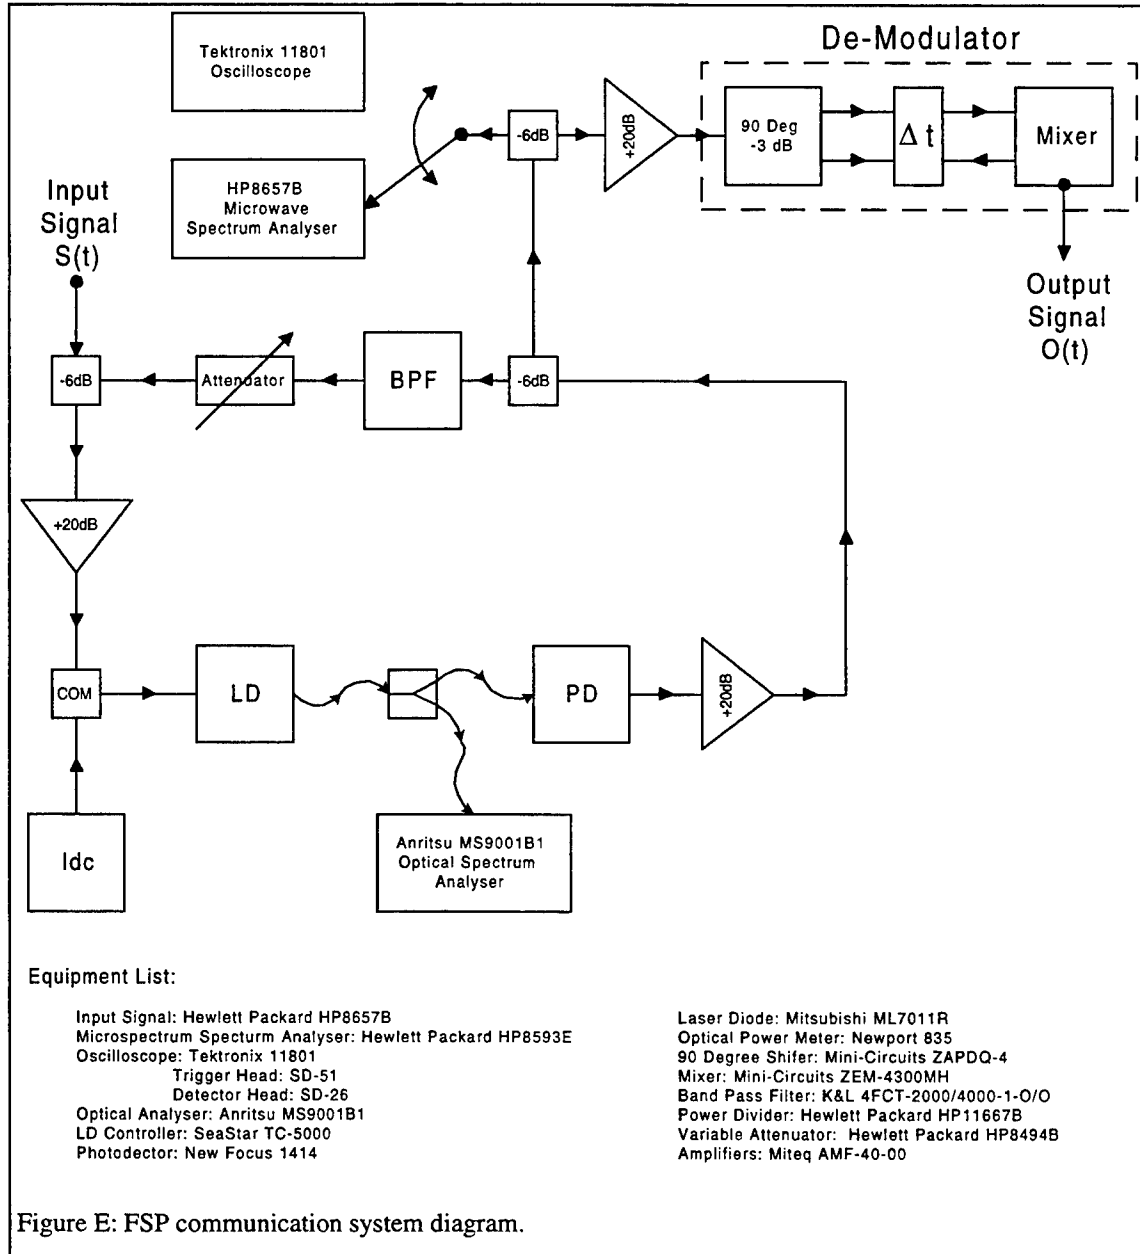 Tektronix 11801
Oscilloscope
De-Modulator
-6dB
+20dB
90 Deg
-3 dB
Δ t
Mixer
HP8657B
Microwave
Spectrum Analyser
Input
Signal
S(t)
Output
Signal
O(t)
-6dB
Attendator
BPF
-6dB
+20dB
COM
LD
PD
+20dB
Idc
Anritsu MS9001B1
Optical Spectrum
Analyser
Equipment List:
Input Signal: Hewlett Packard HP8657B
Microspectrum Specturm Analyser: Hewlett Packard HP8593E
Oscilloscope: Tektronix 11801
Trigger Head: SD-51
Detector Head: SD-26
Optical Analyser: Anritsu MS9001B1
LD Controller: SeaStar TC-5000
Photodector: New Focus 1414
Laser Diode: Mitsubishi ML7011R
Optical Power Meter: Newport 835
90 Degree Shifer: Mini-Circuits ZAPDQ-4
Mixer: Mini-Circuits ZEM-4300MH
Band Pass Filter: K&L 4FCT-2000/4000-1-O/O
Power Divider: Hewlett Packard HP11667B
Variable Attenuator: Hewlett Packard HP8494B
Amplifiers: Miteq AMF-40-00
Figure E: FSP communication system diagram.